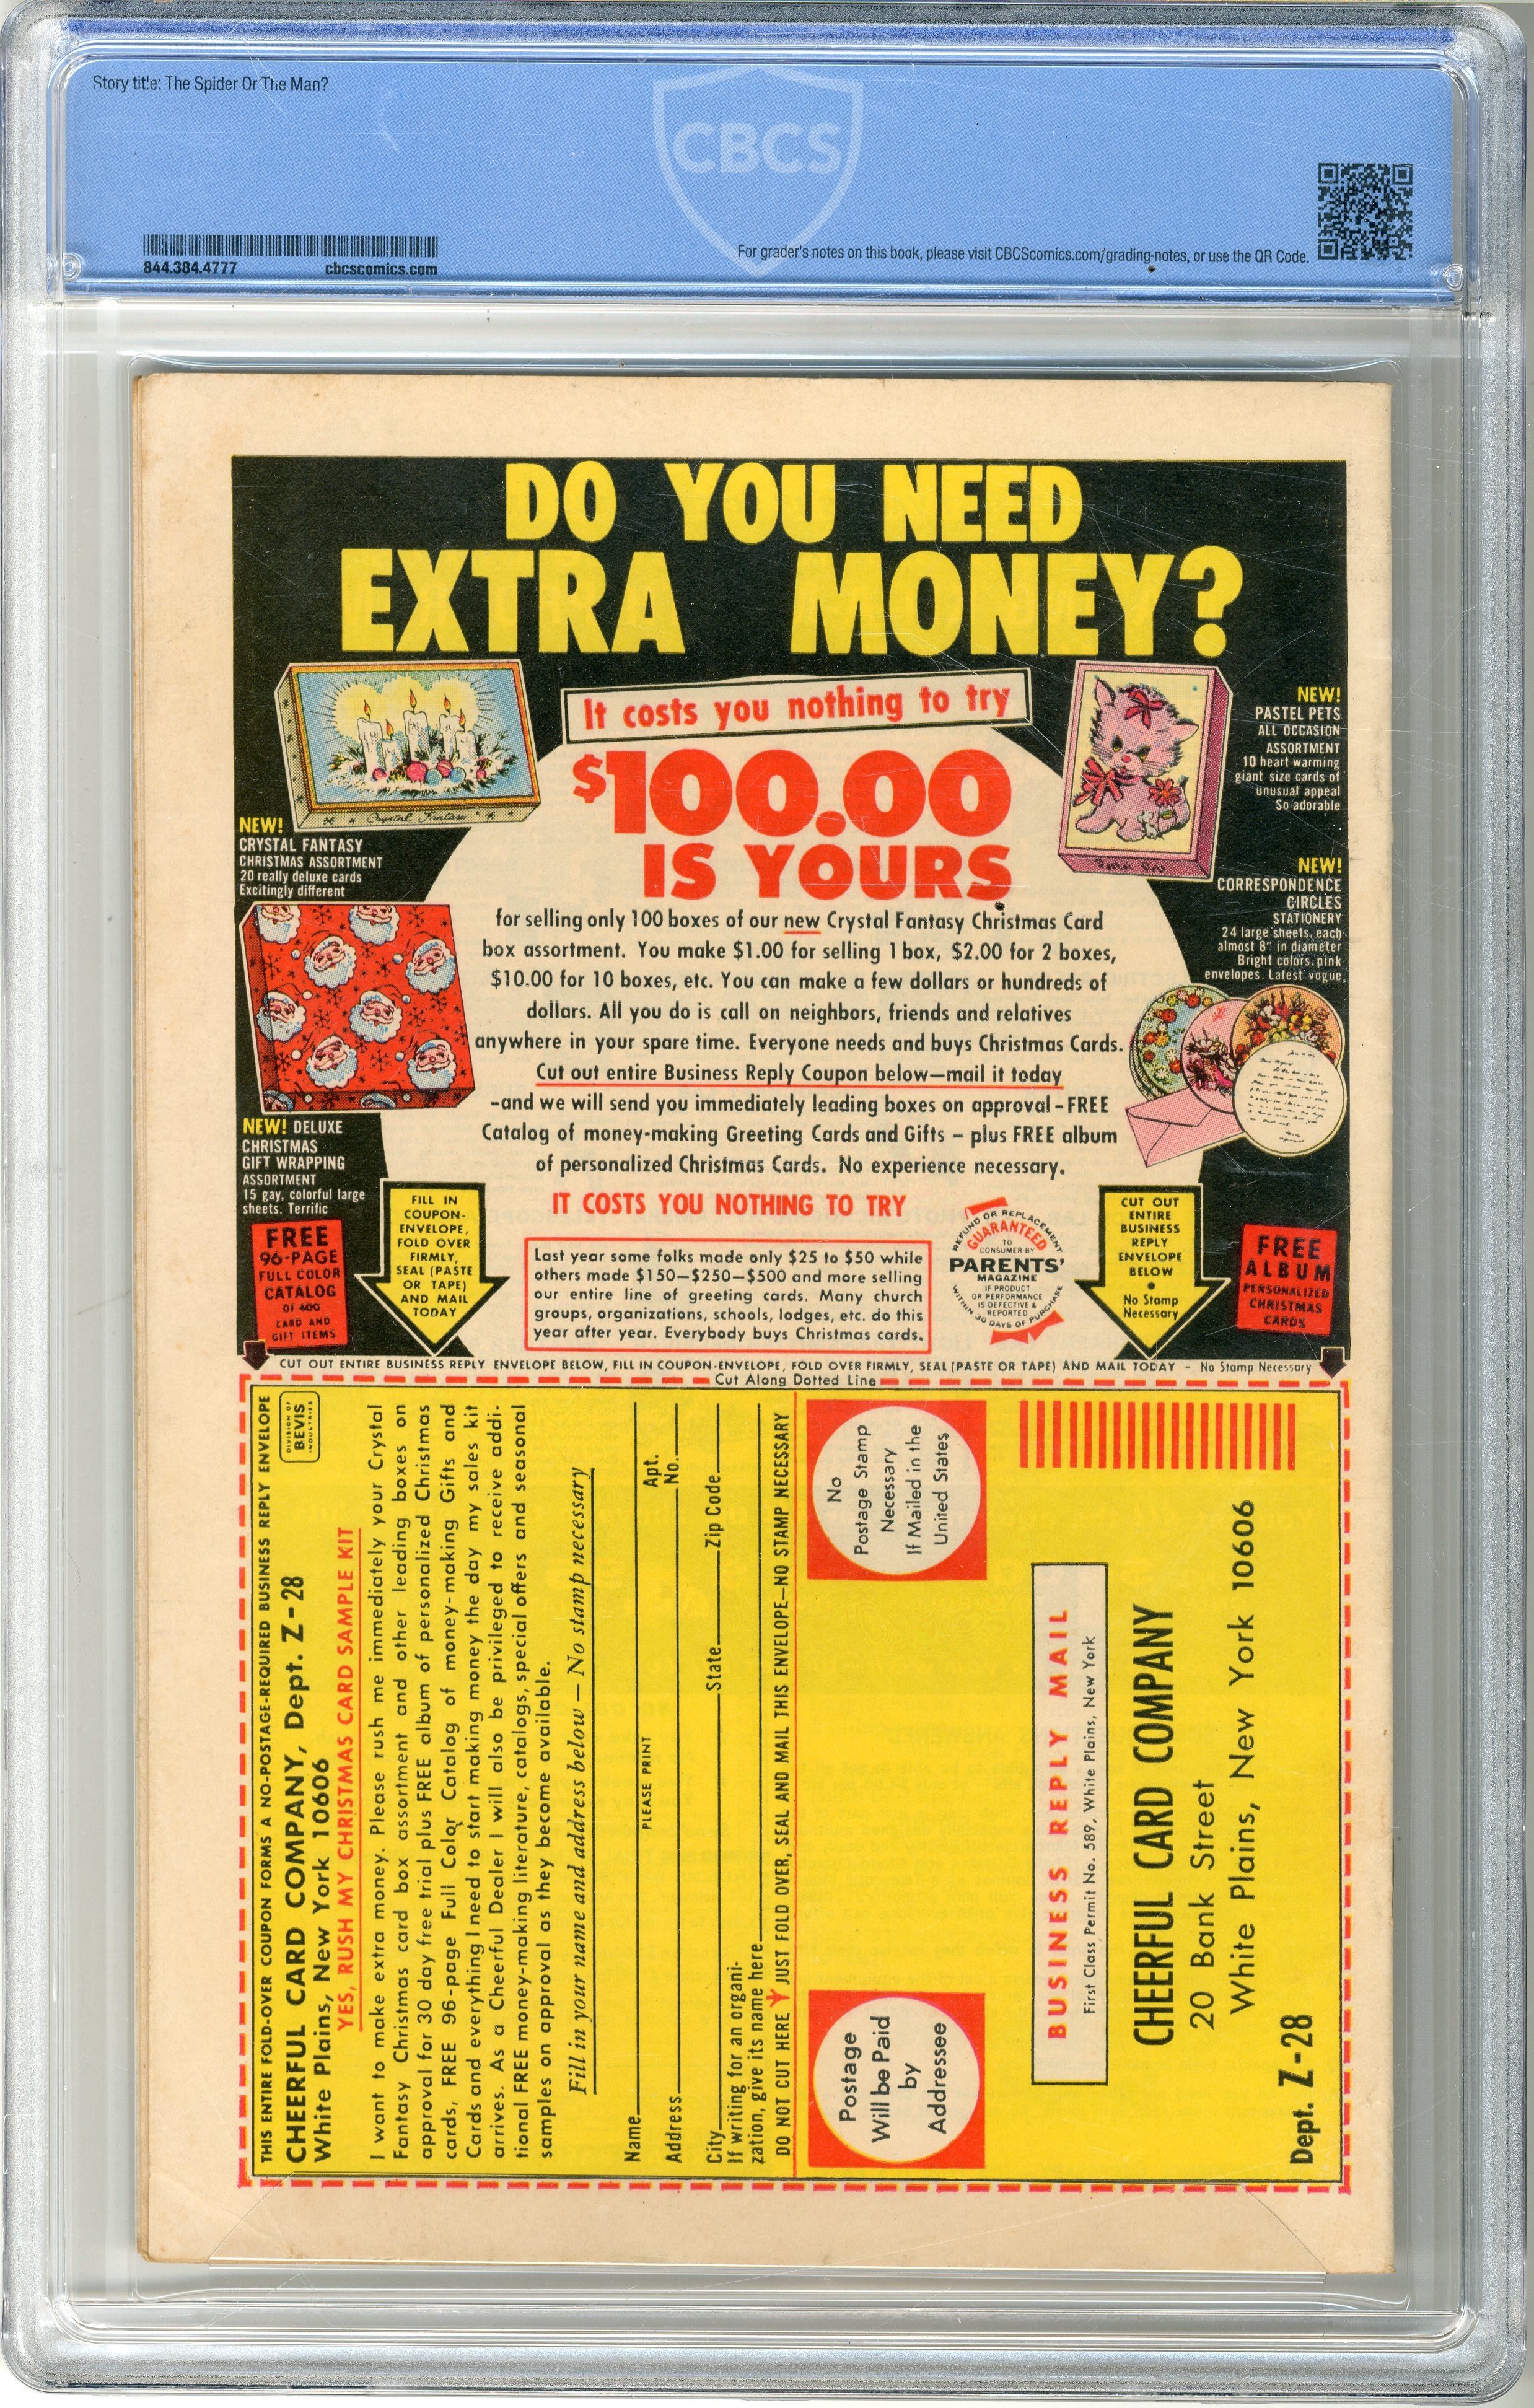 Story title: The Spider Or The Man?
CBCS
844.384.4777 cbcscomics.com
For grader's notes on this book, please visit CBCScomics.com/grading-notes, or use the QR Code.
DO YOU NEED
EXTRA MONEY?
It costs you nothing to try
$100.00
IS YOURS
Crystal Fantasy
NEW!
CRYSTAL FANTASY
CHRISTMAS ASSORTMENT
20 really deluxe cards
Excitingly different
NEW!
PASTEL PETS
ALL OCCASION
ASSORTMENT
10 heart-warming
giant size cards of
unusual appeal
So adorable
NEW!
CORRESPONDENCE
CIRCLES
STATIONERY
24 large sheets, each
almost 8" in diameter
Bright colors, pink
envelopes. Latest vogue.
for selling only 100 boxes of our new Crystal Fantasy Christmas Card
box assortment. You make $1.00 for selling 1 box, $2.00 for 2 boxes,
$10.00 for 10 boxes, etc. You can make a few dollars or hundreds of
dollars. All you do is call on neighbors, friends and relatives
anywhere in your spare time. Everyone needs and buys Christmas Cards.
Cut out entire Business Reply Coupon below—mail it today
-and we will send you immediately leading boxes on approval - FREE
Catalog of money-making Greeting Cards and Gifts - plus FREE album
of personalized Christmas Cards. No experience necessary.
NEW! DELUXE
CHRISTMAS
GIFT WRAPPING
ASSORTMENT
15 gay, colorful large
sheets. Terrific
FREE
96-PAGE
FULL COLOR
CATALOG
OF 400
CARD AND
GIFT ITEMS
FILL IN
COUPON-
ENVELOPE,
FOLD OVER
FIRMLY,
SEAL (PASTE
OR TAPE)
AND MAIL
TODAY
IT COSTS YOU NOTHING TO TRY
Last year some folks made only $25 to $50 while
others made $150—$250—$500 and more selling
our entire line of greeting cards. Many church
groups, organizations, schools, lodges, etc. do this
year after year. Everybody buys Christmas cards.
REFUND OR REPLACEMENT
GUARANTEED
TO
CONSUMER BY
PARENTS'
MAGAZINE
IF PRODUCT
OR PERFORMANCE
IS DEFECTIVE &
REPORTED
WITHIN 30 DAYS OF PURCHASE
CUT OUT
ENTIRE
BUSINESS
REPLY
ENVELOPE
BELOW
•
No Stamp
Necessary
FREE
ALBUM
PERSONALIZED
CHRISTMAS
CARDS
CUT OUT ENTIRE BUSINESS REPLY ENVELOPE BELOW, FILL IN COUPON-ENVELOPE, FOLD OVER FIRMLY, SEAL (PASTE OR TAPE) AND MAIL TODAY - No Stamp Necessary
Cut Along Dotted Line
THIS ENTIRE FOLD-OVER COUPON FORMS A NO-POSTAGE-REQUIRED BUSINESS REPLY ENVELOPE
CHEERFUL CARD COMPANY, Dept. Z-28
White Plains, New York 10606
DIVISION OF
BEVIS
INDUSTRIES
YES, RUSH MY CHRISTMAS CARD SAMPLE KIT
I want to make extra money. Please rush me immediately your Crystal
Fantasy Christmas card box assortment and other leading boxes on
approval for 30 day free trial plus FREE album of personalized Christmas
cards, FREE 96-page Full Color Catalog of money-making Gifts and
Cards and everything I need to start making money the day my sales kit
arrives. As a Cheerful Dealer I will also be privileged to receive addi-
tional FREE money-making literature, catalogs, special offers and seasonal
samples on approval as they become available.
Fill in your name and address below — No stamp necessary
Name
PLEASE PRINT
Address Apt. No.
City State Zip Code
If writing for an organi-
zation, give its name here
DO NOT CUT HERE JUST FOLD OVER, SEAL AND MAIL THIS ENVELOPE—NO STAMP NECESSARY
Postage
Will be Paid
by
Addressee
No
Postage Stamp
Necessary
If Mailed in the
United States
BUSINESS REPLY MAIL
First Class Permit No. 589, White Plains, New York
CHEERFUL CARD COMPANY
20 Bank Street
White Plains, New York 10606
Dept. Z-28